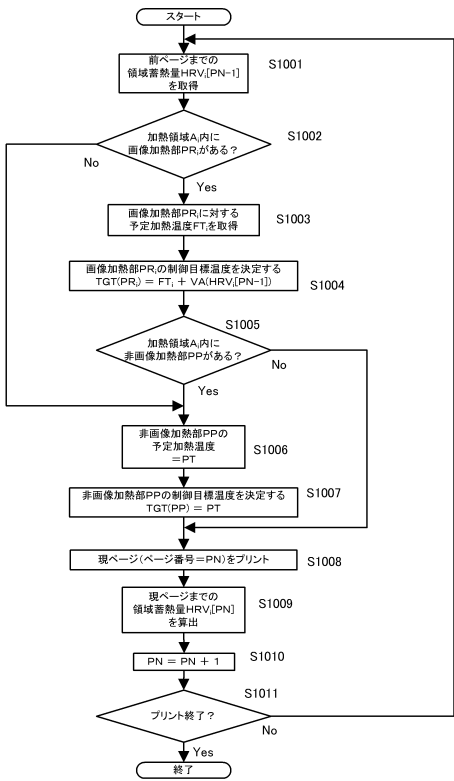 スタート
前ページまでの
領域蓄熱量HRVi[PN-1]
を取得
S1001
加熱領域Ai内に
画像加熱部PRiがある？
S1002
No
Yes
画像加熱部PRiに対する
予定加熱温度FTiを取得
S1003
画像加熱部PRiの制御目標温度を決定する
TGT(PRi) = FTi + VA(HRVi[PN-1])
S1004
S1005
加熱領域Ai内に
非画像加熱部PPがある？
No
Yes
非画像加熱部PPの
予定加熱温度
＝PT
S1006
非画像加熱部PPの制御目標温度を決定する
TGT(PP) = PT
S1007
現ページ(ページ番号＝PN)をプリント
S1008
現ページまでの
領域蓄熱量HRVi[PN]
を算出
S1009
PN = PN + 1
S1010
S1011
プリント終了？
No
Yes
終了